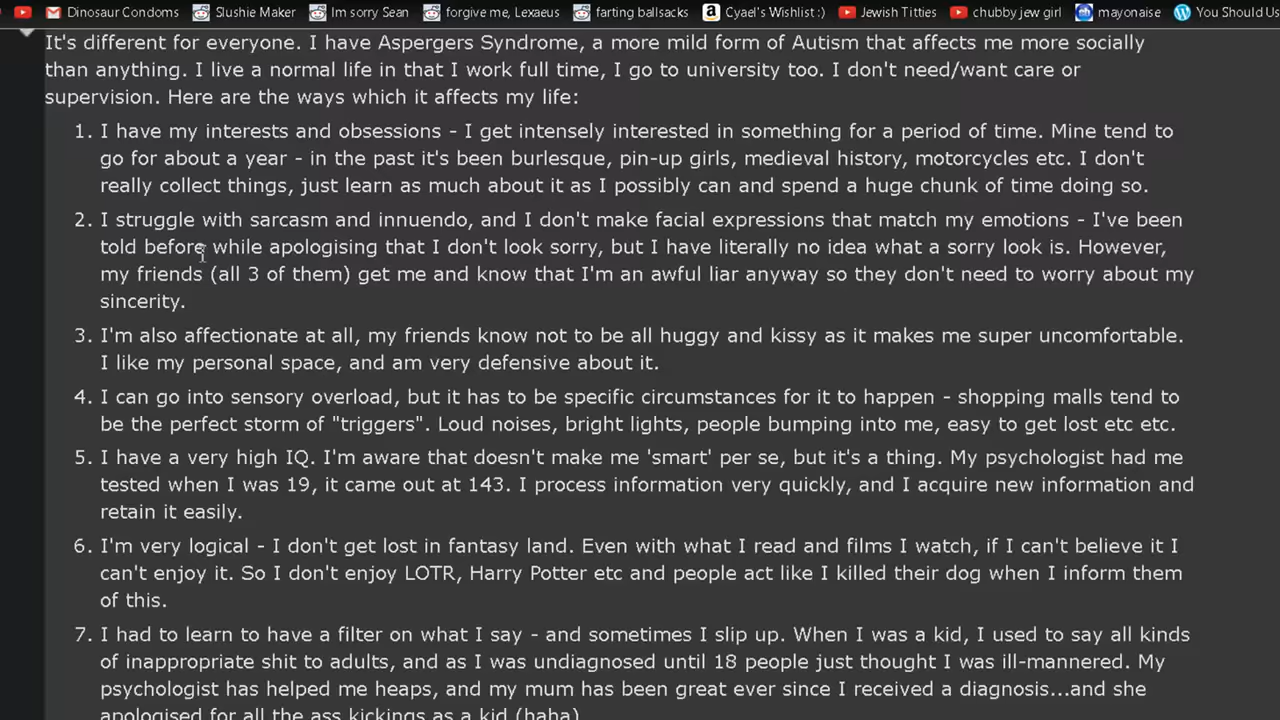 Dinosaur Condoms Slushie Maker Im sorry Sean forgive me, Lexaeus farting ballsacks Cyael's Wishlist :) Jewish Titties chubby jew girl mayonaise You Should Us
It's different for everyone. I have Aspergers Syndrome, a more mild form of Autism that affects me more socially
than anything. I live a normal life in that I work full time, I go to university too. I don't need/want care or
supervision. Here are the ways which it affects my life:
1. I have my interests and obsessions - I get intensely interested in something for a period of time. Mine tend to
go for about a year - in the past it's been burlesque, pin-up girls, medieval history, motorcycles etc. I don't
really collect things, just learn as much about it as I possibly can and spend a huge chunk of time doing so.
2. I struggle with sarcasm and innuendo, and I don't make facial expressions that match my emotions - I've been
told before while apologising that I don't look sorry, but I have literally no idea what a sorry look is. However,
my friends (all 3 of them) get me and know that I'm an awful liar anyway so they don't need to worry about my
sincerity.
3. I'm also affectionate at all, my friends know not to be all huggy and kissy as it makes me super uncomfortable.
I like my personal space, and am very defensive about it.
4. I can go into sensory overload, but it has to be specific circumstances for it to happen - shopping malls tend to
be the perfect storm of "triggers". Loud noises, bright lights, people bumping into me, easy to get lost etc etc.
5. I have a very high IQ. I'm aware that doesn't make me 'smart' per se, but it's a thing. My psychologist had me
tested when I was 19, it came out at 143. I process information very quickly, and I acquire new information and
retain it easily.
6. I'm very logical - I don't get lost in fantasy land. Even with what I read and films I watch, if I can't believe it I
can't enjoy it. So I don't enjoy LOTR, Harry Potter etc and people act like I killed their dog when I inform them
of this.
7. I had to learn to have a filter on what I say - and sometimes I slip up. When I was a kid, I used to say all kinds
of inappropriate shit to adults, and as I was undiagnosed until 18 people just thought I was ill-mannered. My
psychologist has helped me heaps, and my mum has been great ever since I received a diagnosis...and she
apologised for all the ass kickings as a kid (haha)